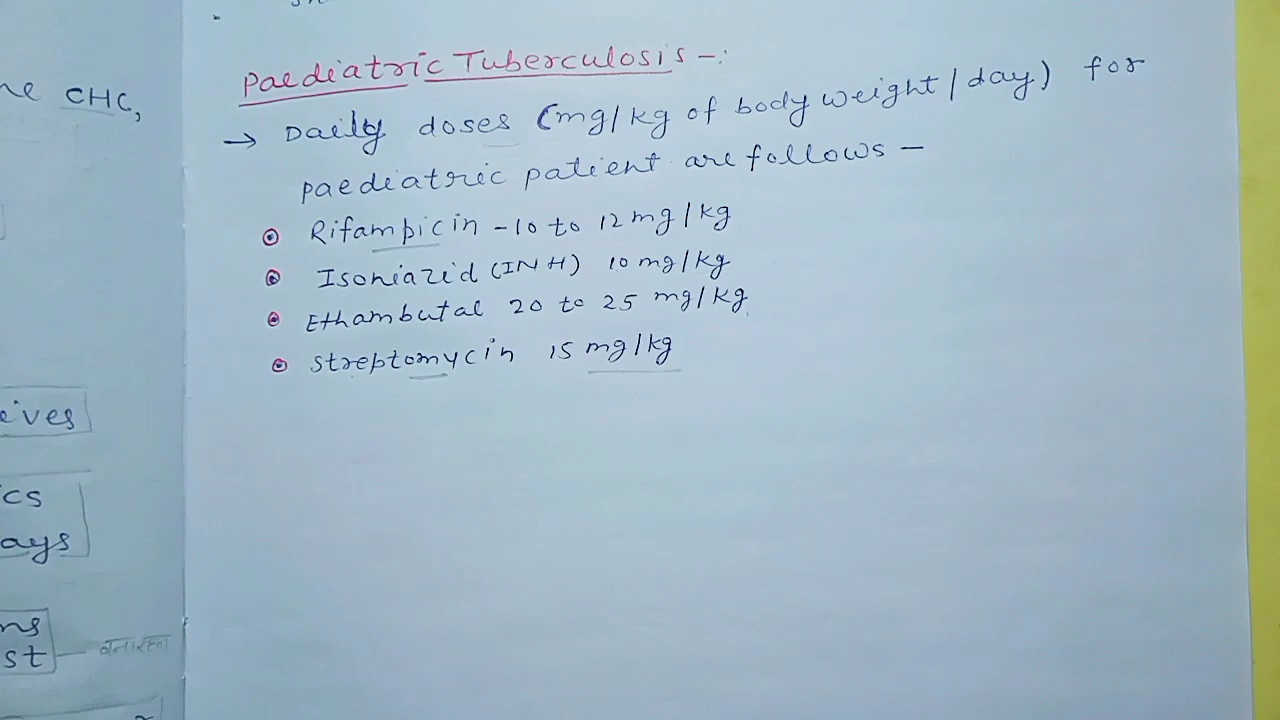 Paediatric Tuberculosis -:
→ Daily doses (mg/kg of body weight/day) for
paediatric patient are follows -
Rifampicin - 10 to 12 mg/kg
Isoniazid (INH) 10 mg/kg
Ethambutal 20 to 25 mg/kg
Streptomycin 15 mg/kg
CHC,
eives
cs
ays
ns
st